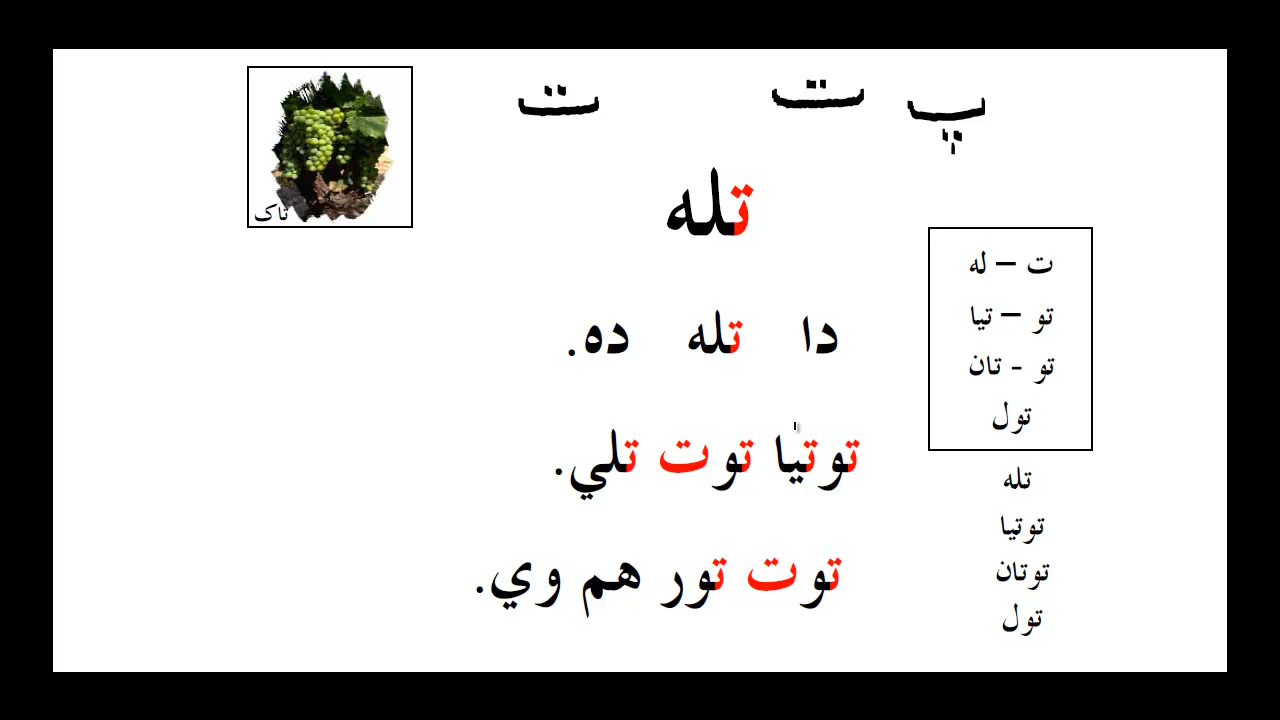 پ ت ت
تاک
تله
دا تله ده.
توتیا توت تلي.
توت تور هم وي.
ت – له
تو – تیا
تو - تان
تول
تله
توتیا
توتان
تول